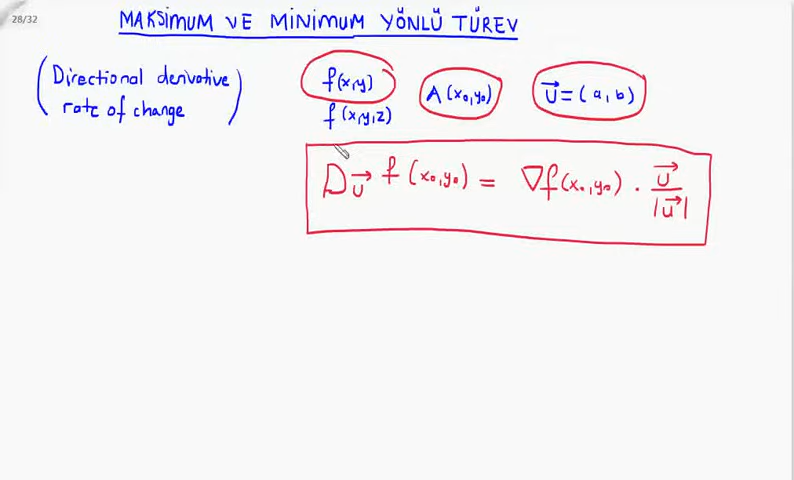 28/32
MAKSİMUM VE MİNİMUM YÖNLÜ TÜREV
(Directional derivative
rate of change)
f(x,y)
f(x,y,z)
A(x₀,y₀)
u⃗=(a,b)
D_u⃗ f(x₀,y₀) = ∇f(x₀,y₀) . u⃗/|u⃗|